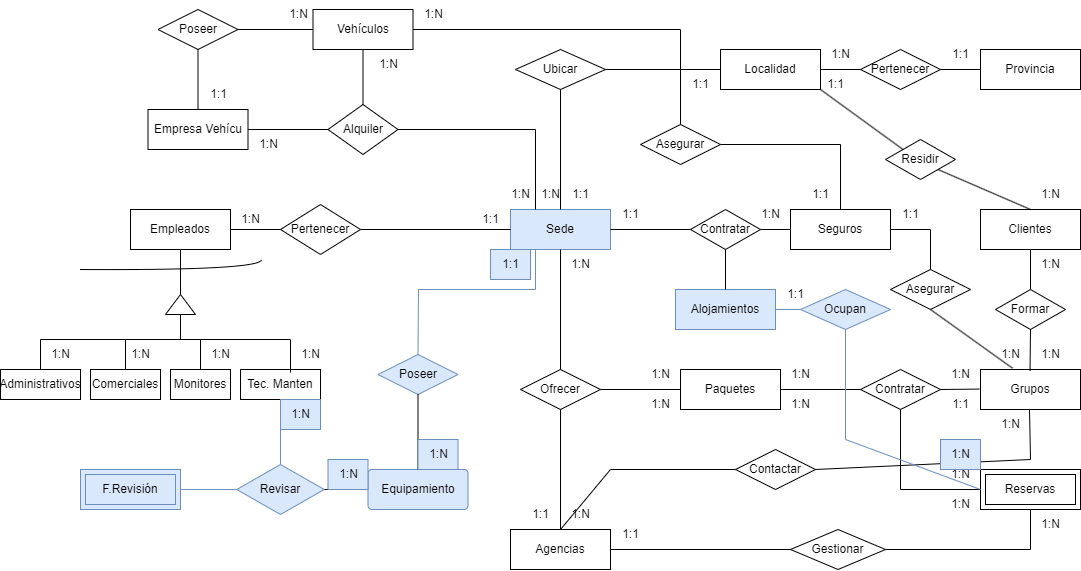 1:N
1:N
Poseer
Vehículos
1:N
1:N
1:1
Ubicar
1:1
Localidad
1:N
Pertenecer
1:1
Provincia
1:1
Empresa Vehícu
1:N
Alquiler
Asegurar
Residir
1:N
1:N
1:1
1:1
1:N
Empleados
1:N
Pertenecer
1:1
Sede
1:1
Contratar
1:N
Seguros
1:1
Clientes
1:1
1:N
1:N
Alojamientos
1:1
Ocupan
Asegurar
Formar
1:N
1:N
1:N
1:N
1:N
1:N
Administrativos
Comerciales
Monitores
Tec. Manten
Poseer
Ofrecer
1:N
1:N
Paquetes
1:N
1:N
Contratar
1:N
1:1
Grupos
1:N
1:N
1:N
1:N
F.Revisión
Revisar
1:N
Equipamiento
Contactar
1:N
1:N
1:N
Reservas
1:1
1:N
Agencias
1:1
Gestionar
1:N